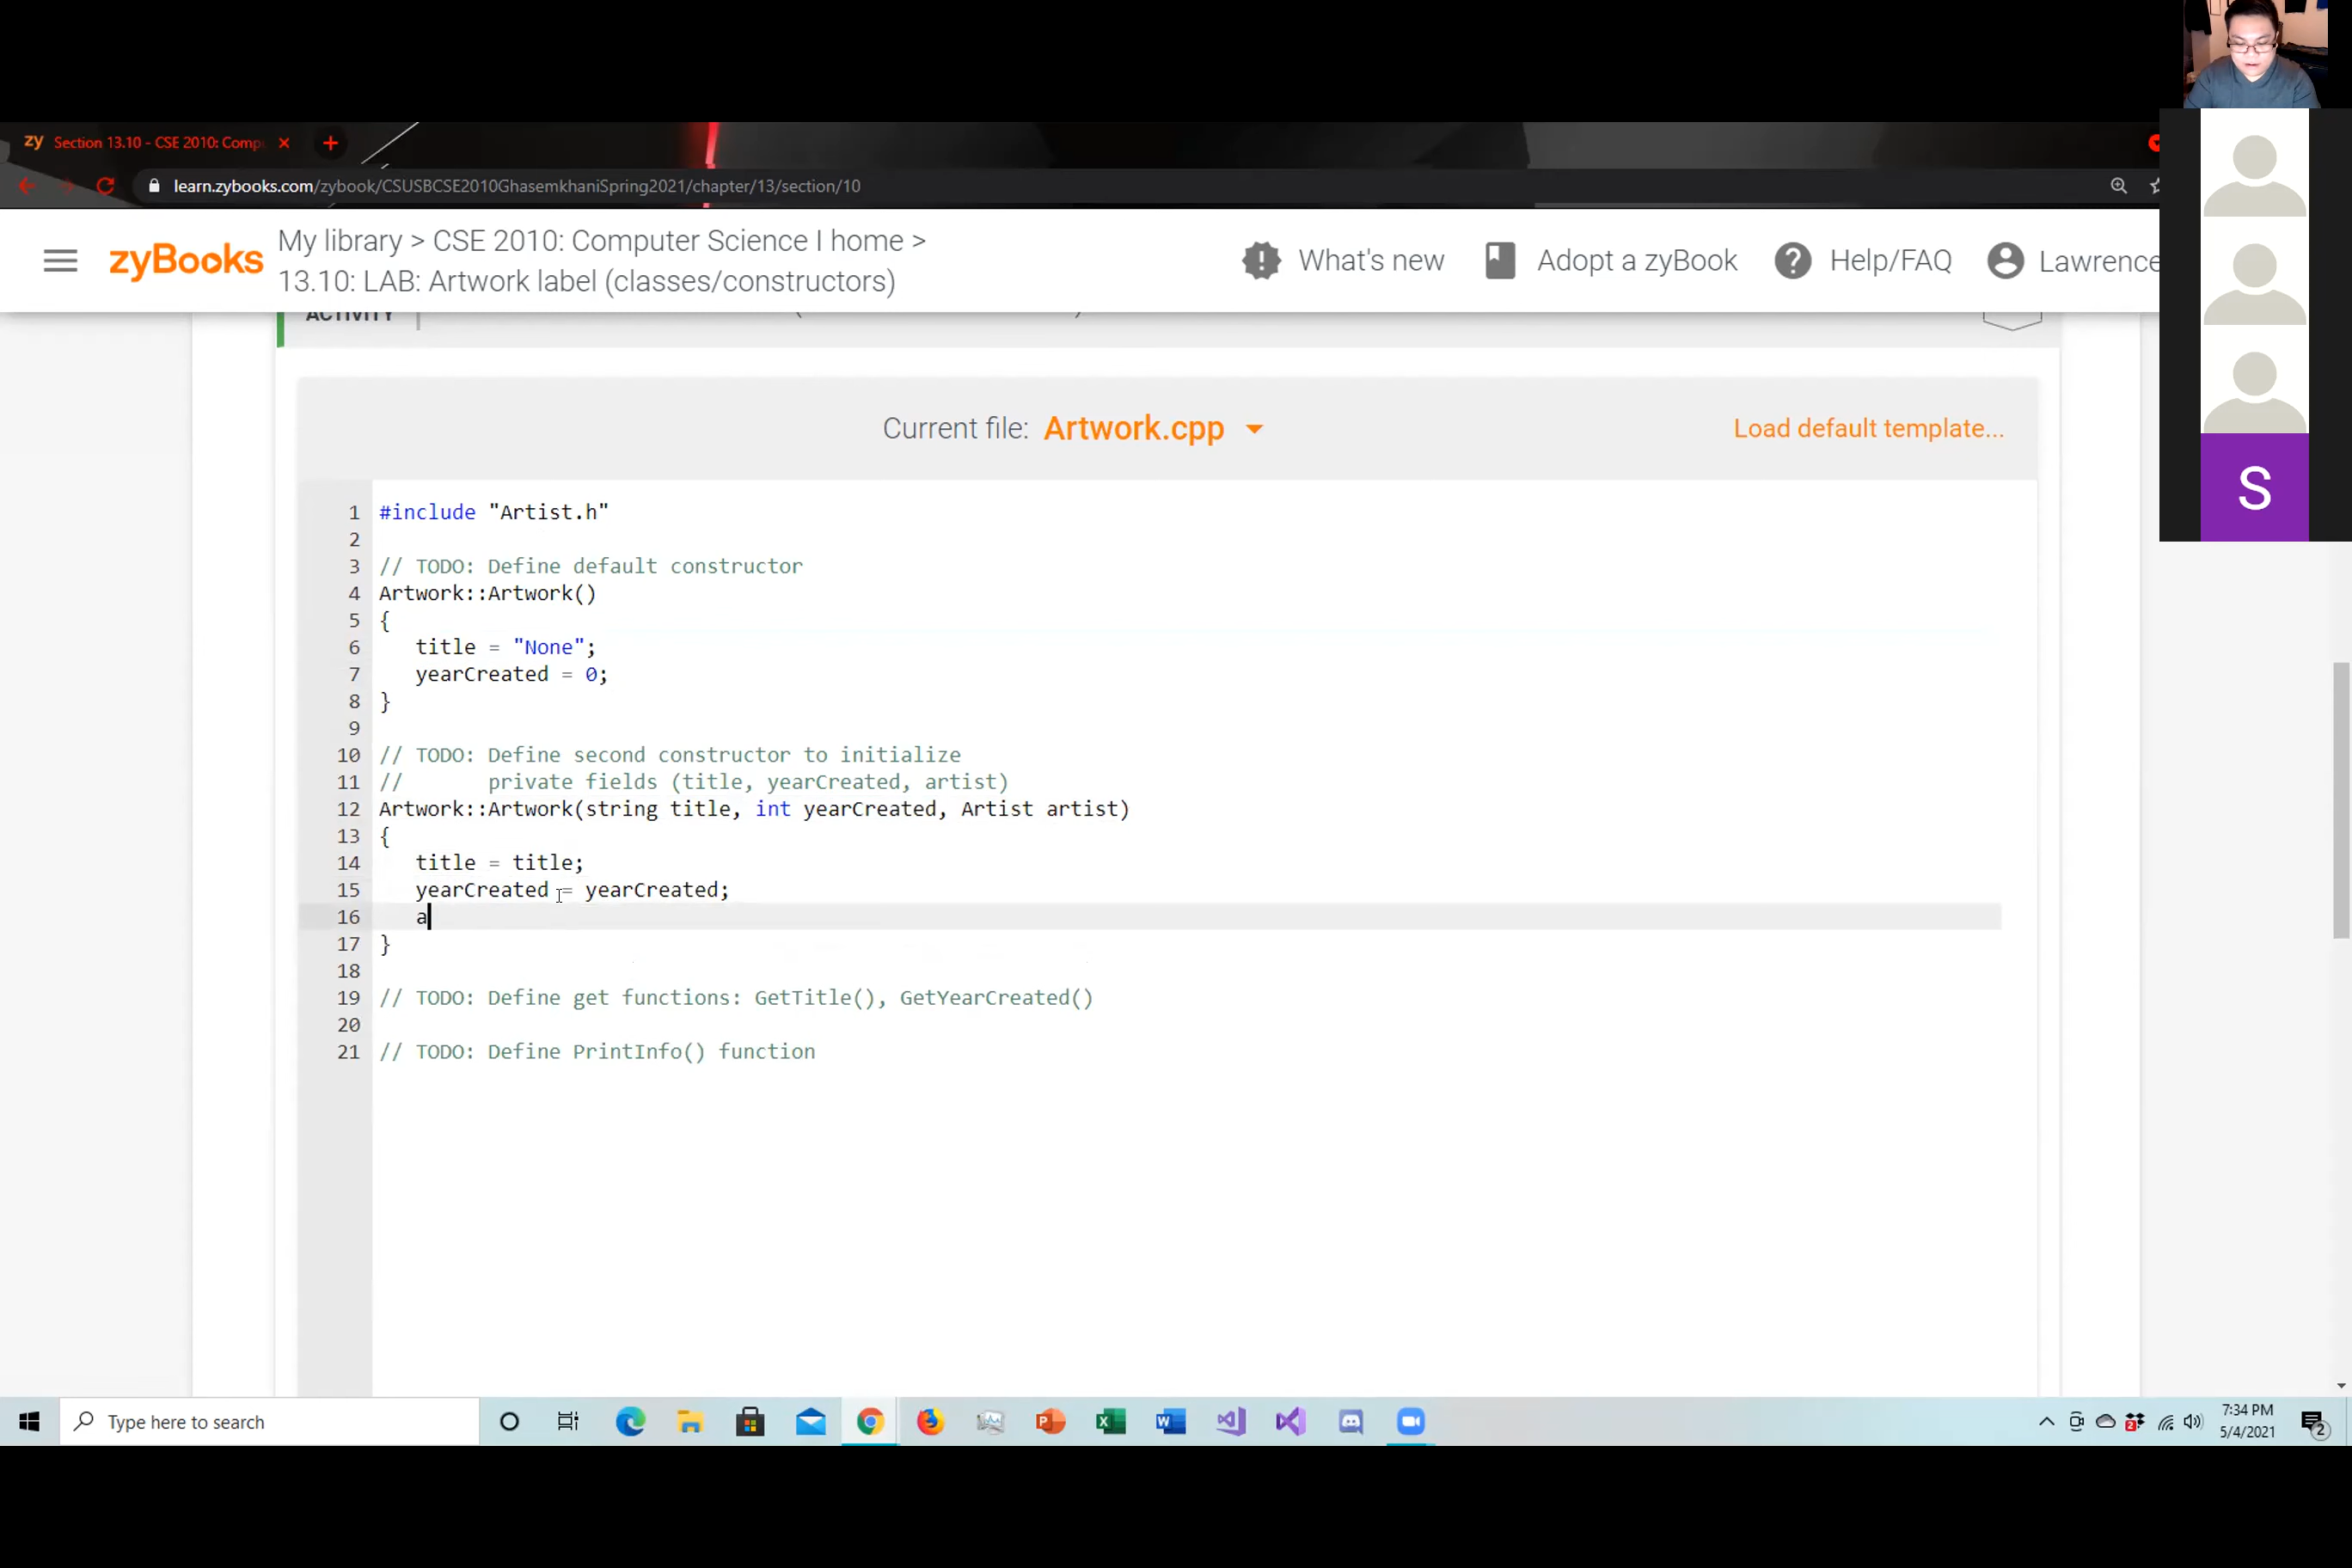 zy Section 13.10 - CSE 2010: Comp
learn.zybooks.com/zybook/CSUSBCSE2010GhasemkhaniSpring2021/chapter/13/section/10
zyBooks
My library > CSE 2010: Computer Science I home >
13.10: LAB: Artwork label (classes/constructors)
What's new
Adopt a zyBook
Help/FAQ
Lawrence
ACTIVITY
Current file: Artwork.cpp
Load default template...
S
1 #include "Artist.h"
2
3 // TODO: Define default constructor
4 Artwork::Artwork()
5 {
6 title = "None";
7 yearCreated = 0;
8 }
9
10 // TODO: Define second constructor to initialize
11 // private fields (title, yearCreated, artist)
12 Artwork::Artwork(string title, int yearCreated, Artist artist)
13 {
14 title = title;
15 yearCreated = yearCreated;
16 a
17 }
18
19 // TODO: Define get functions: GetTitle(), GetYearCreated()
20
21 // TODO: Define PrintInfo() function
Type here to search
7:34 PM
5/4/2021
2